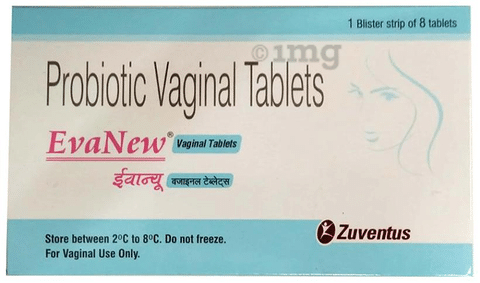 1 Blister strip of 8 tablets
©1mg
Probiotic Vaginal Tablets
EvaNew® Vaginal Tablets
ईवान्यू वजाइनल टेब्लेट्स
Store between 2°C to 8°C. Do not freeze.
For Vaginal Use Only.
Zuventus